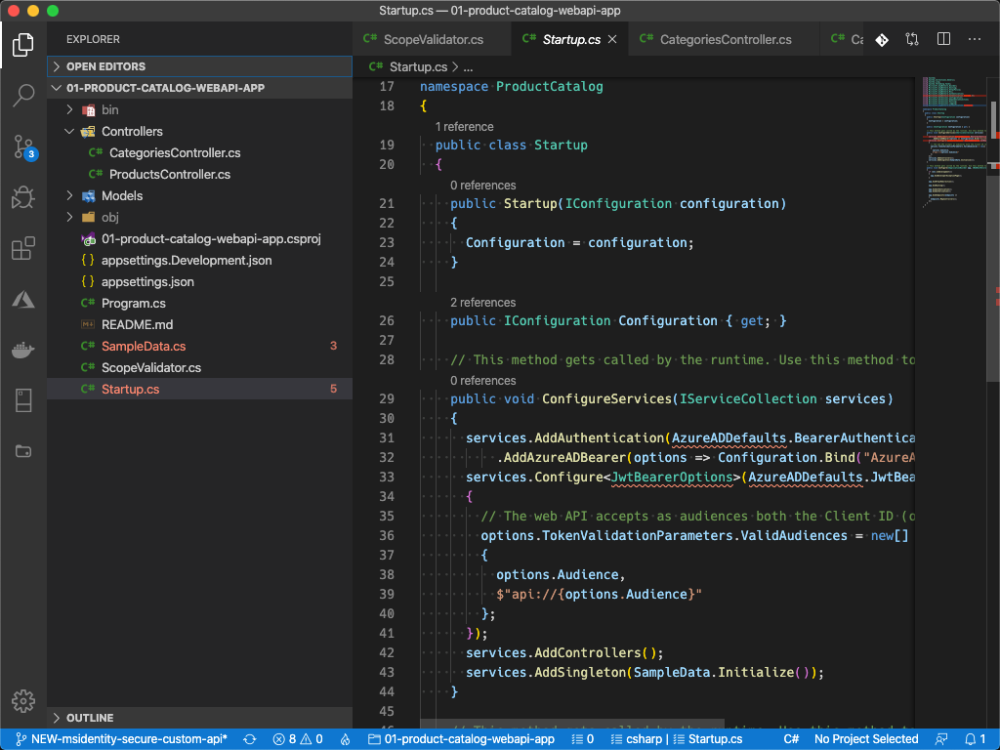 Startup.cs — 01-product-catalog-webapi-app
EXPLORER
OPEN EDITORS
01-PRODUCT-CATALOG-WEBAPI-APP
bin
Controllers
C# CategoriesController.cs
C# ProductsController.cs
Models
obj
01-product-catalog-webapi-app.csproj
{ } appsettings.Development.json
{ } appsettings.json
C# Program.cs
README.md
C# SampleData.cs 3
C# ScopeValidator.cs
C# Startup.cs 5
OUTLINE
3
C# ScopeValidator.cs C# Startup.cs C# CategoriesController.cs C# Ca
C# Startup.cs > ...
17 namespace ProductCatalog
18 {
1 reference
19 public class Startup
20 {
0 references
21 public Startup(IConfiguration configuration)
22 {
23 Configuration = configuration;
24 }
25
2 references
26 public IConfiguration Configuration { get; }
27
28 // This method gets called by the runtime. Use this method to
0 references
29 public void ConfigureServices(IServiceCollection services)
30 {
31 services.AddAuthentication(AzureADDefaults.BearerAuthentica
32 .AddAzureADBearer(options => Configuration.Bind("AzureA
33 services.Configure<JwtBearerOptions>(AzureADDefaults.JwtBea
34 {
35 // The web API accepts as audiences both the Client ID (o
36 options.TokenValidationParameters.ValidAudiences = new[]
37 {
38 options.Audience,
39 $"api://{options.Audience}"
40 };
41 });
42 services.AddControllers();
43 services.AddSingleton(SampleData.Initialize());
44 }
45
NEW-msidentity-secure-custom-api* 8 0 01-product-catalog-webapi-app 0 csharp | Startup.cs C# No Project Selected 1